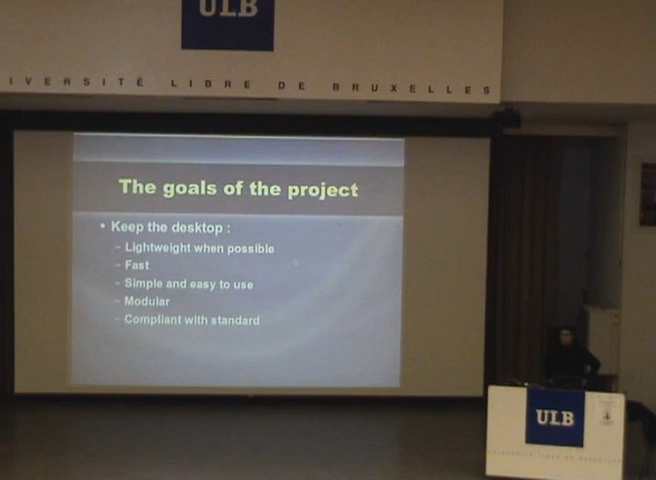 ULB
IVERSITÉ LIBRE DE BRUXELLES
The goals of the project
• Keep the desktop :
– Lightweight when possible
– Fast
– Simple and easy to use
– Modular
– Compliant with standard
ULB